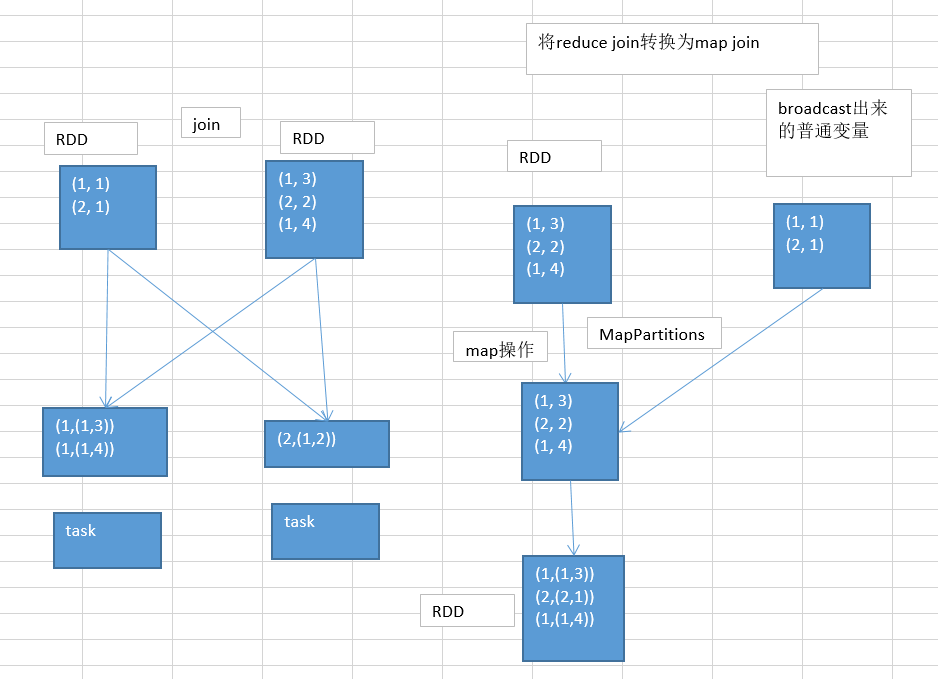 将reduce join转换为map join
broadcast出来
的普通变量
RDD
join
RDD
(1, 1)
(2, 1)
(1, 3)
(2, 2)
(1, 4)
(1,(1,3))
(1,(1,4))
(2,(1,2))
task
task
RDD
(1, 3)
(2, 2)
(1, 4)
(1, 1)
(2, 1)
map操作
MapPartitions
(1, 3)
(2, 2)
(1, 4)
RDD
(1,(1,3))
(2,(2,1))
(1,(1,4))